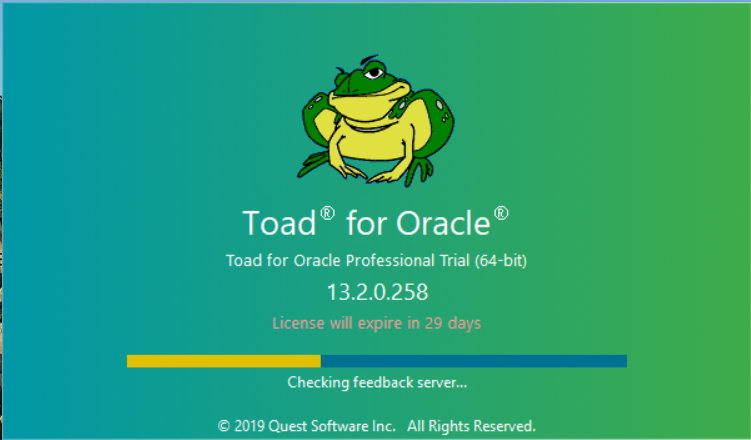 Toad® for Oracle®
Toad for Oracle Professional Trial (64-bit)
13.2.0.258
License will expire in 29 days
Checking feedback server...
© 2019 Quest Software Inc. All Rights Reserved.